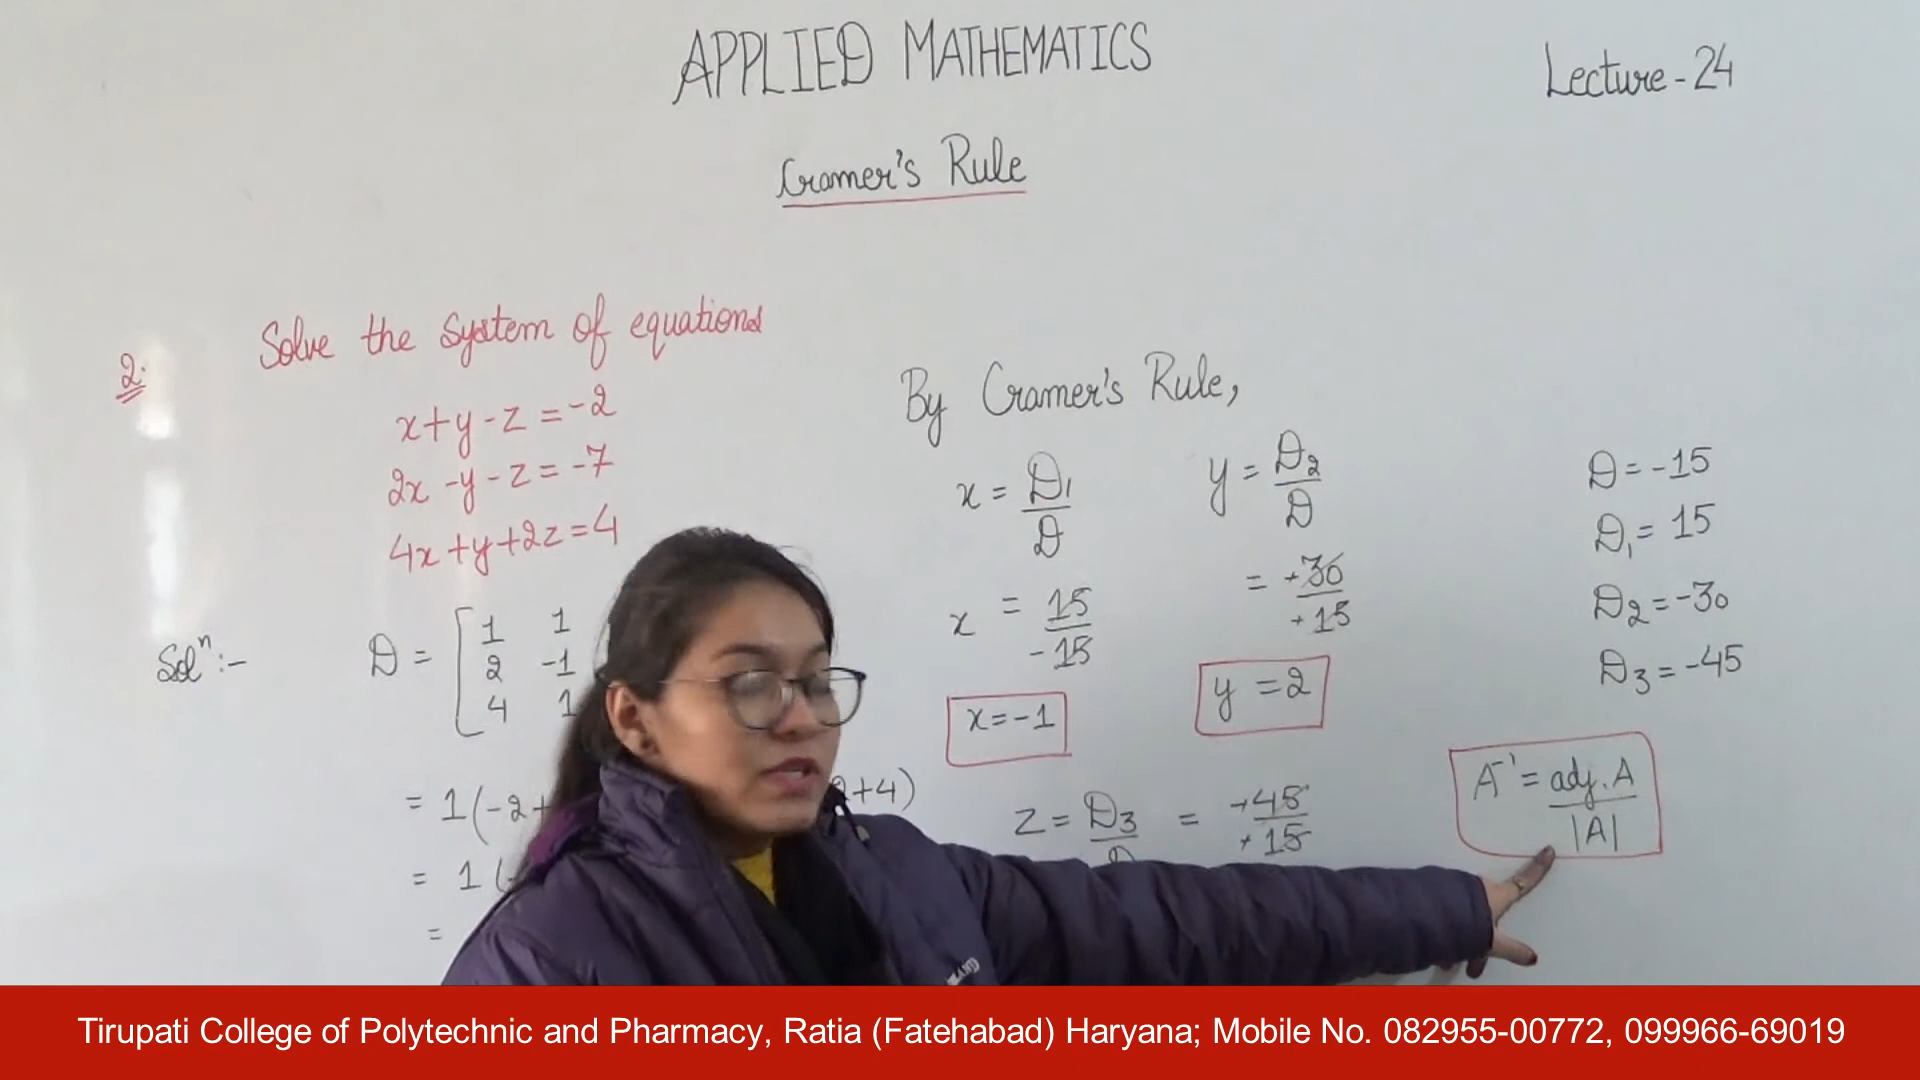 APPLIED MATHEMATICS
Lecture-24
Cramer's Rule
2.
Solve the System of equations
x+y-z=-2
2x-y-z=-7
4x+y+2z=4
Solⁿ:-
D = [ 1 1
2 -1
4 1
= 1(-2+
2+4)
= 1(-
=
By Cramer's Rule,
x = D₁/D
y = D₂/D
x = 15/-15
= +30/+15
x=-1
y=2
z = D₃/D = +45/+15
D=-15
D₁=15
D₂=-30
D₃=-45
A⁻¹=adj.A/|A|
AND
Tirupati College of Polytechnic and Pharmacy, Ratia (Fatehabad) Haryana; Mobile No. 082955-00772, 099966-69019